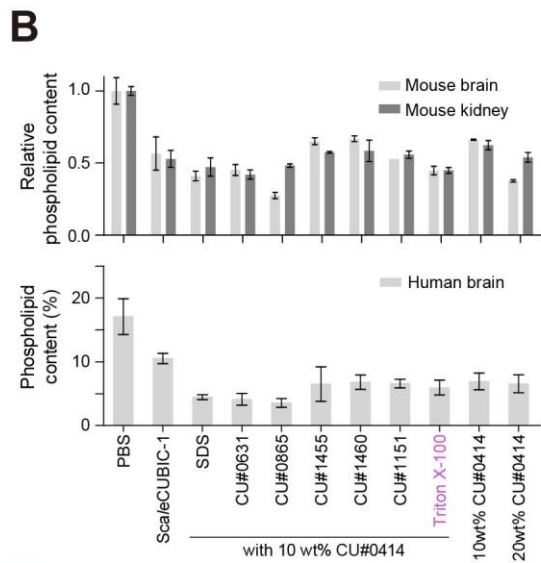 B
Relative
phospholipid content
1.0
0.5
0.0
Mouse brain
Mouse kidney
Phospholipid
content (%)
20
10
0
Human brain
PBS
ScaleCUBIC-1
SDS
CU#0631
CU#0865
CU#1455
CU#1460
CU#1151
Triton X-100
10wt% CU#0414
20wt% CU#0414
with 10 wt% CU#0414